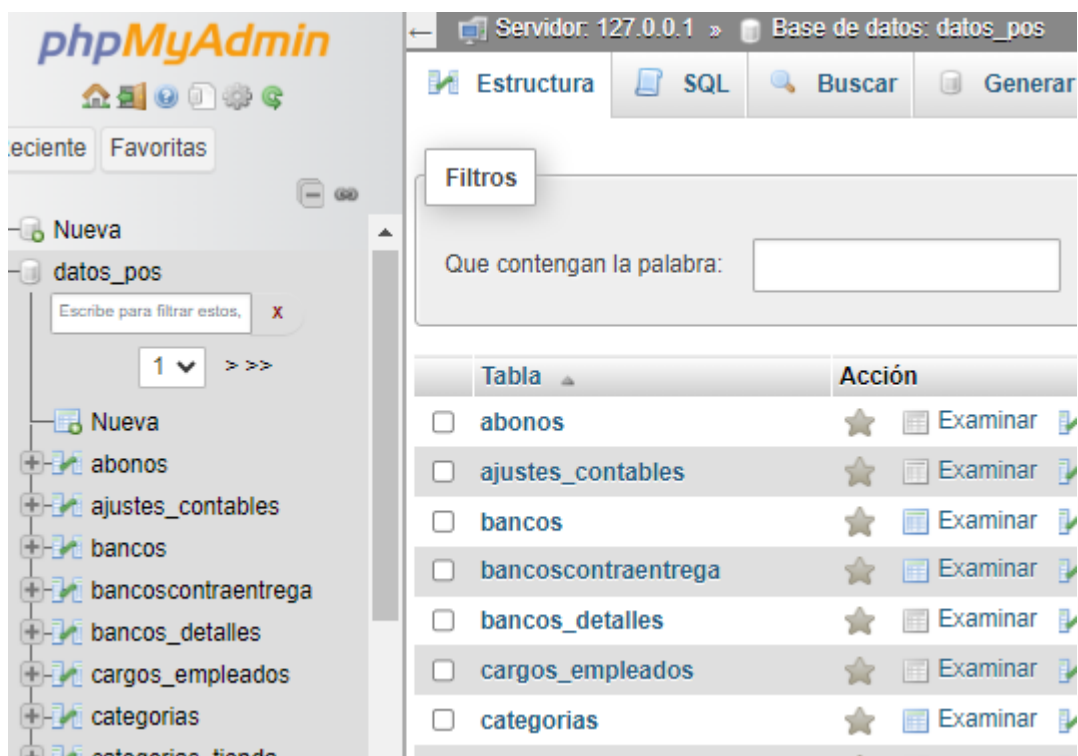 phpMyAdmin
eciente Favoritas
Nueva
datos_pos
Escribe para filtrar estos, X
1 > >>
Nueva
abonos
ajustes_contables
bancos
bancoscontraentrega
bancos_detalles
cargos_empleados
categorias
categorias_tienda
← Servidor: 127.0.0.1 » Base de datos: datos_pos
Estructura SQL Buscar Generar
Filtros
Que contengan la palabra:
Tabla Acción
abonos Examinar
ajustes_contables Examinar
bancos Examinar
bancoscontraentrega Examinar
bancos_detalles Examinar
cargos_empleados Examinar
categorias Examinar